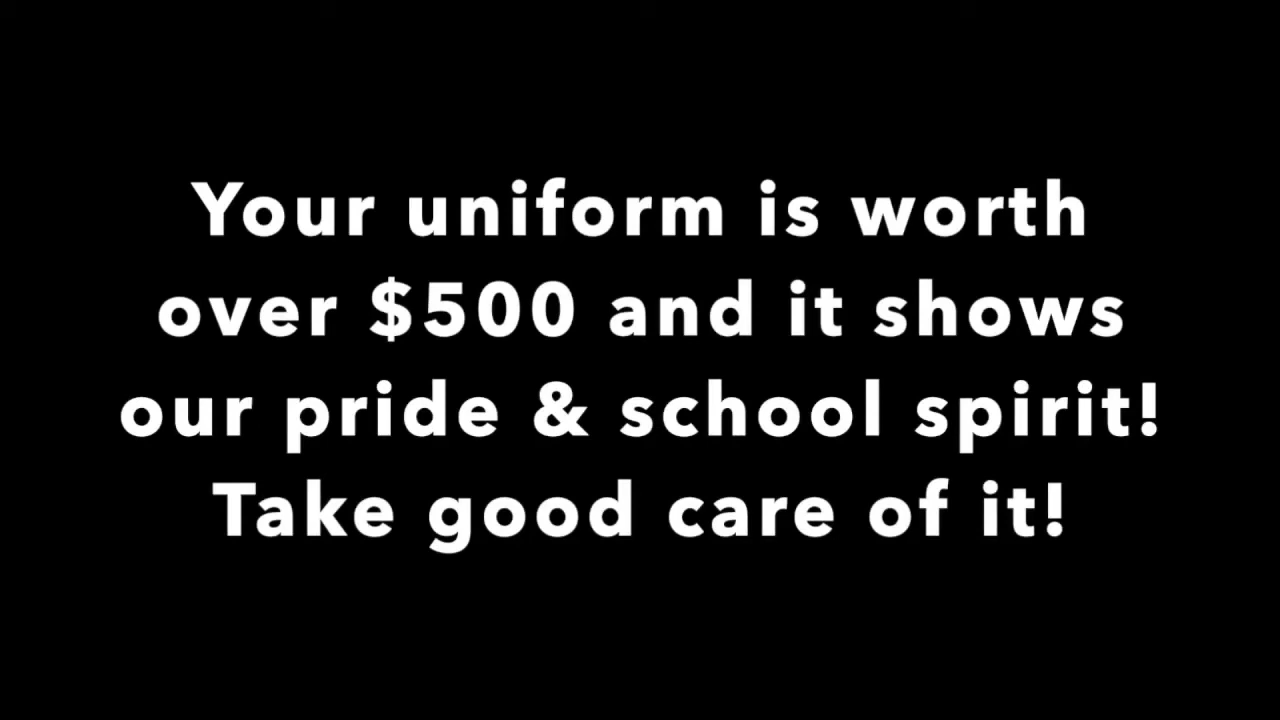 Your uniform is worth
over $500 and it shows
our pride & school spirit!
Take good care of it!